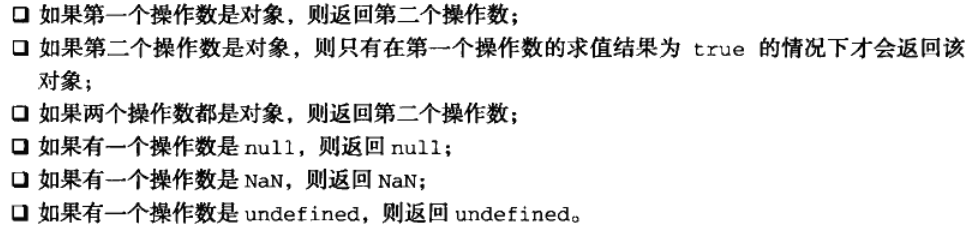 ❑ 如果第一个操作数是对象，则返回第二个操作数；
❑ 如果第二个操作数是对象，则只有在第一个操作数的求值结果为 true 的情况下才会返回该
对象；
❑ 如果两个操作数都是对象，则返回第二个操作数；
❑ 如果有一个操作数是 null，则返回 null；
❑ 如果有一个操作数是 NaN，则返回 NaN；
❑ 如果有一个操作数是 undefined，则返回 undefined。